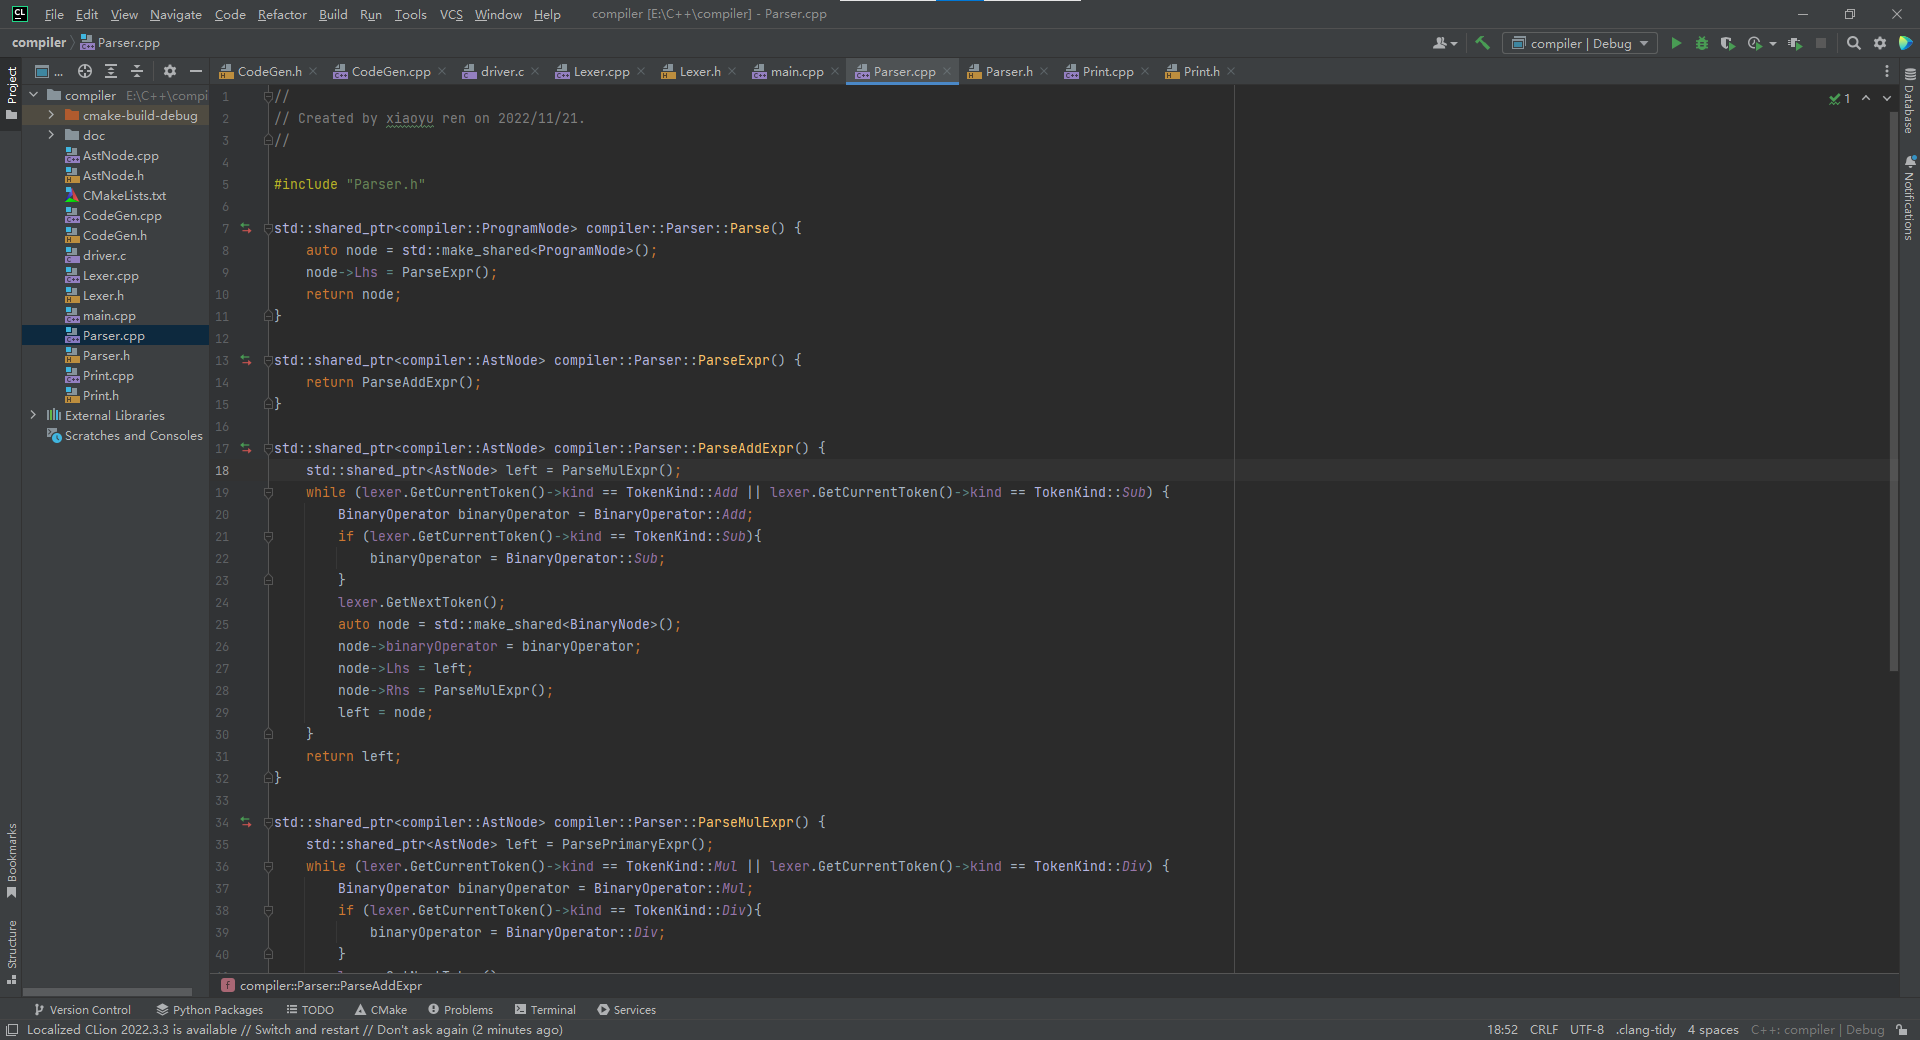 CL File Edit View Navigate Code Refactor Build Run Tools VCS Window Help compiler [E:\C++\compiler] - Parser.cpp
compiler Parser.cpp compiler | Debug
Project ... CodeGen.h CodeGen.cpp driver.c Lexer.cpp Lexer.h main.cpp Parser.cpp Parser.h Print.cpp Print.h
compiler E:\C++\compi
cmake-build-debug
doc
AstNode.cpp
AstNode.h
CMakeLists.txt
CodeGen.cpp
CodeGen.h
driver.c
Lexer.cpp
Lexer.h
main.cpp
Parser.cpp
Parser.h
Print.cpp
Print.h
External Libraries
Scratches and Consoles
Bookmarks
Structure
1 //
2 // Created by xiaoyu ren on 2022/11/21.
3 //
4
5 #include "Parser.h"
6
7 std::shared_ptr<compiler::ProgramNode> compiler::Parser::Parse() {
8 auto node = std::make_shared<ProgramNode>();
9 node->Lhs = ParseExpr();
10 return node;
11 }
12
13 std::shared_ptr<compiler::AstNode> compiler::Parser::ParseExpr() {
14 return ParseAddExpr();
15 }
16
17 std::shared_ptr<compiler::AstNode> compiler::Parser::ParseAddExpr() {
18 std::shared_ptr<AstNode> left = ParseMulExpr();
19 while (lexer.GetCurrentToken()->kind == TokenKind::Add || lexer.GetCurrentToken()->kind == TokenKind::Sub) {
20 BinaryOperator binaryOperator = BinaryOperator::Add;
21 if (lexer.GetCurrentToken()->kind == TokenKind::Sub){
22 binaryOperator = BinaryOperator::Sub;
23 }
24 lexer.GetNextToken();
25 auto node = std::make_shared<BinaryNode>();
26 node->binaryOperator = binaryOperator;
27 node->Lhs = left;
28 node->Rhs = ParseMulExpr();
29 left = node;
30 }
31 return left;
32 }
33
34 std::shared_ptr<compiler::AstNode> compiler::Parser::ParseMulExpr() {
35 std::shared_ptr<AstNode> left = ParsePrimaryExpr();
36 while (lexer.GetCurrentToken()->kind == TokenKind::Mul || lexer.GetCurrentToken()->kind == TokenKind::Div) {
37 BinaryOperator binaryOperator = BinaryOperator::Mul;
38 if (lexer.GetCurrentToken()->kind == TokenKind::Div){
39 binaryOperator = BinaryOperator::Div;
40 }
1
Database
Notifications
f compiler::Parser::ParseAddExpr
Version Control Python Packages TODO CMake Problems Terminal Services
Localized CLion 2022.3.3 is available // Switch and restart // Don't ask again (2 minutes ago) 18:52 CRLF UTF-8 .clang-tidy 4 spaces C++: compiler | Debug